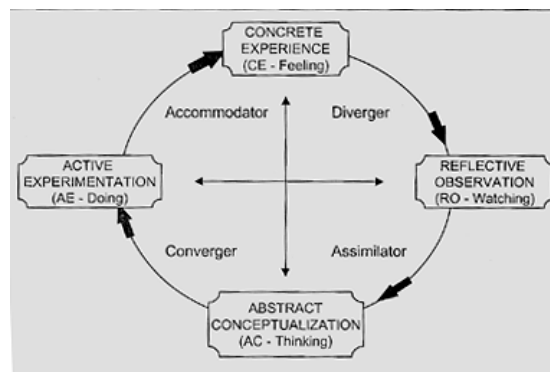 CONCRETE
EXPERIENCE
(CE - Feeling)
Accommodator
Diverger
ACTIVE
EXPERIMENTATION
(AE - Doing)
REFLECTIVE
OBSERVATION
(RO - Watching)
Converger
Assimilator
ABSTRACT
CONCEPTUALIZATION
(AC - Thinking)